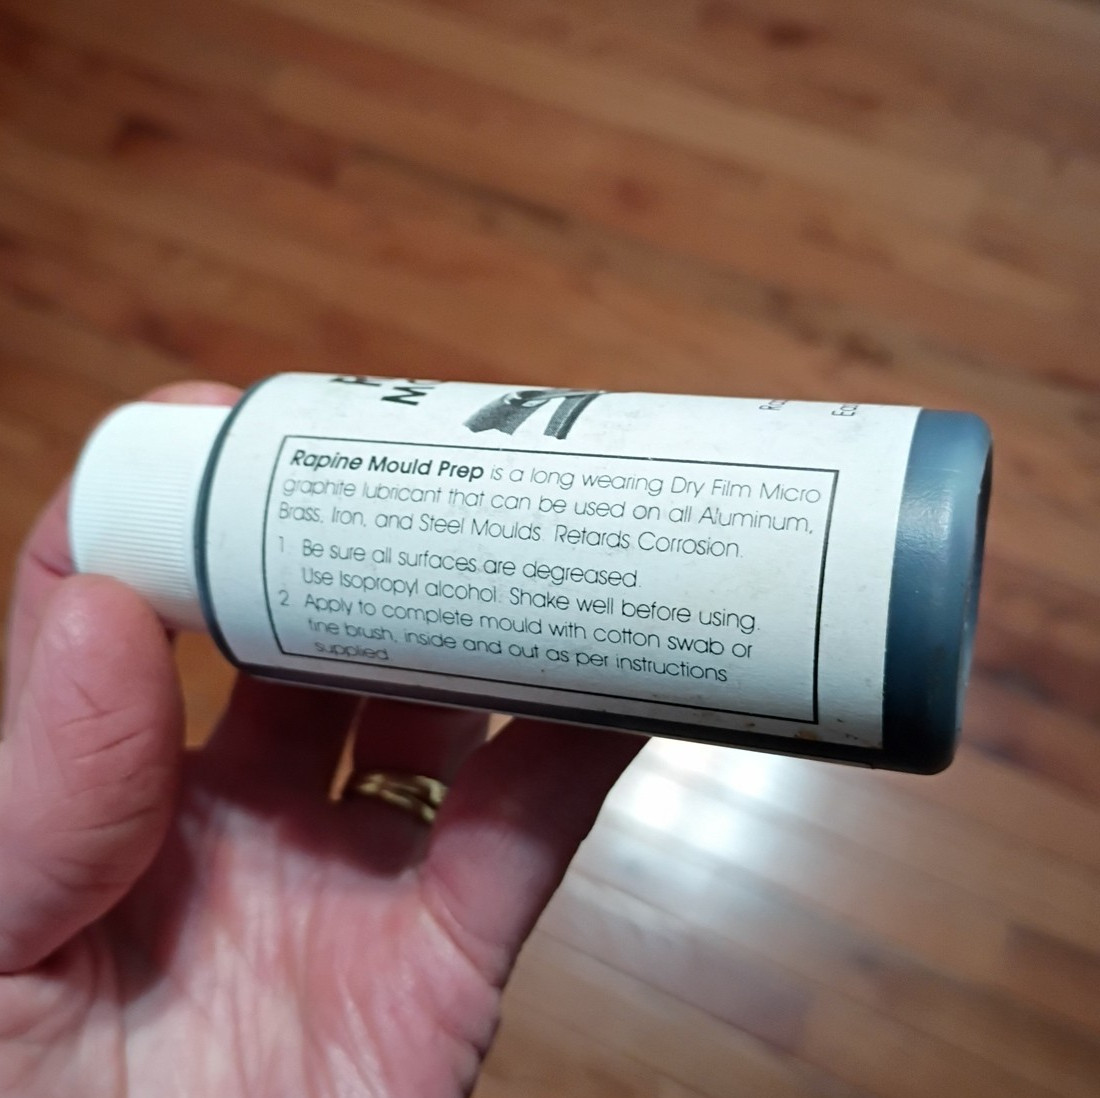 Rapine Mould Prep is a long wearing Dry Film Micro
graphite lubricant that can be used on all Aluminum,
Brass, Iron, and Steel Moulds. Retards Corrosion.
1. Be sure all surfaces are degreased.
Use Isopropyl alcohol. Shake well before using.
2. Apply to complete mould with cotton swab or
fine brush, inside and out as per instructions
supplied